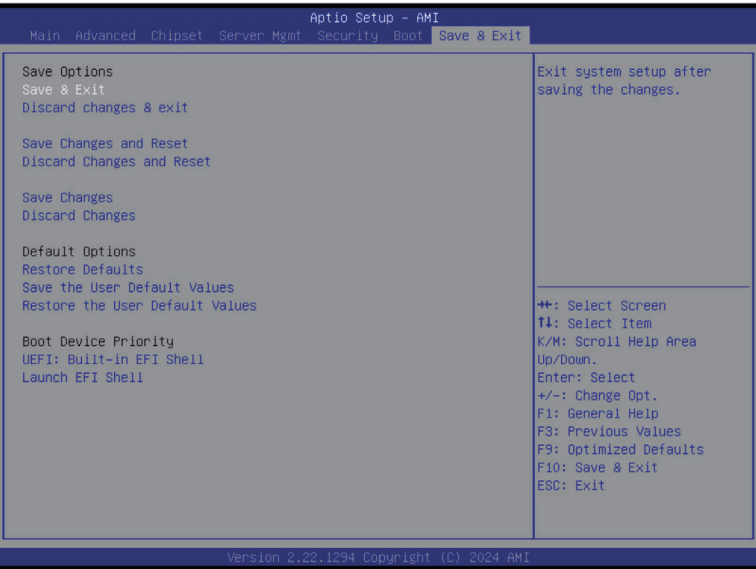 Aptio Setup - AMI
Main Advanced Chipset Server Mgmt Security Boot Save & Exit
Save Options
Save & Exit
Discard changes & exit
Save Changes and Reset
Discard Changes and Reset
Save Changes
Discard Changes
Default Options
Restore Defaults
Save the User Default Values
Restore the User Default Values
Boot Device Priority
UEFI: Built-in EFI Shell
Launch EFI Shell
Exit system setup after
saving the changes.
→←: Select Screen
↑↓: Select Item
K/M: Scroll Help Area
Up/Down.
Enter: Select
+/-: Change Opt.
F1: General Help
F3: Previous Values
F9: Optimized Defaults
F10: Save & Exit
ESC: Exit
Version 2.22.1294 Copyright (C) 2024 AMI